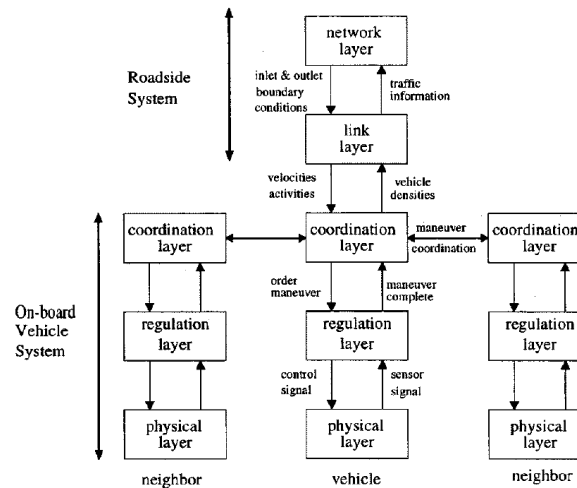 network
layer
Roadside
System
inlet & outlet
boundary
conditions
traffic
information
link
layer
velocities
activities
vehicle
densities
coordination
layer
coordination
layer
maneuver
coordination
coordination
layer
order
maneuver
maneuver
complete
On-board
Vehicle
System
regulation
layer
regulation
layer
regulation
layer
control
signal
sensor
signal
physical
layer
physical
layer
physical
layer
neighbor
vehicle
neighbor